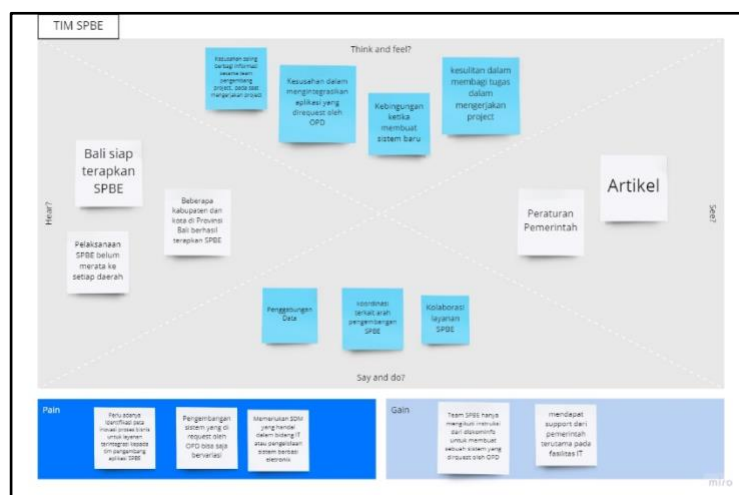 TIM SPBE
Think and feel?
Kesusahan saling
berbagi informasi
sesama team
pengembang
project, pada saat
mengerjakan project
Kesusahan dalam
mengintegrasikan
aplikasi yang
direquest oleh
OPD
Kebingungan
ketika
membuat
sistem baru
kesulitan dalam
membagi tugas
dalam
mengerjakan
project
Hear?
Bali siap
terapkan
SPBE
Beberapa
kabupaten dan
kota di Provinsi
Bali berhasil
terapkan SPBE
Pelaksanaan
SPBE belum
merata ke
setiap daerah
Peraturan
Pemerintah
Artikel
See?
Penggabungan
Data
koordinasi
terkait arah
pengembangan
SPBE
Kolaborasi
layanan
SPBE
Say and do?
Pain
Perlu adanya
identifikasi peta
inovasi proses bisnis
untuk layanan
terintegrasi kepada
tim pengembang
aplikasi SPBE
Pengembangan
sistem yang di
request oleh
OPD bisa saja
bervariasi
Memerlukan SDM
yang handal
dalam bidang IT
atau pengelolaan
sistem berbasi
eletronik
Gain
Team SPBE hanya
mengikuti instruksi
dari diskominfo
untuk membuat
sebuah sistem yang
direquest oleh OPD
mendapat
support dari
pemerintah
terutama pada
fasilitas IT
miro